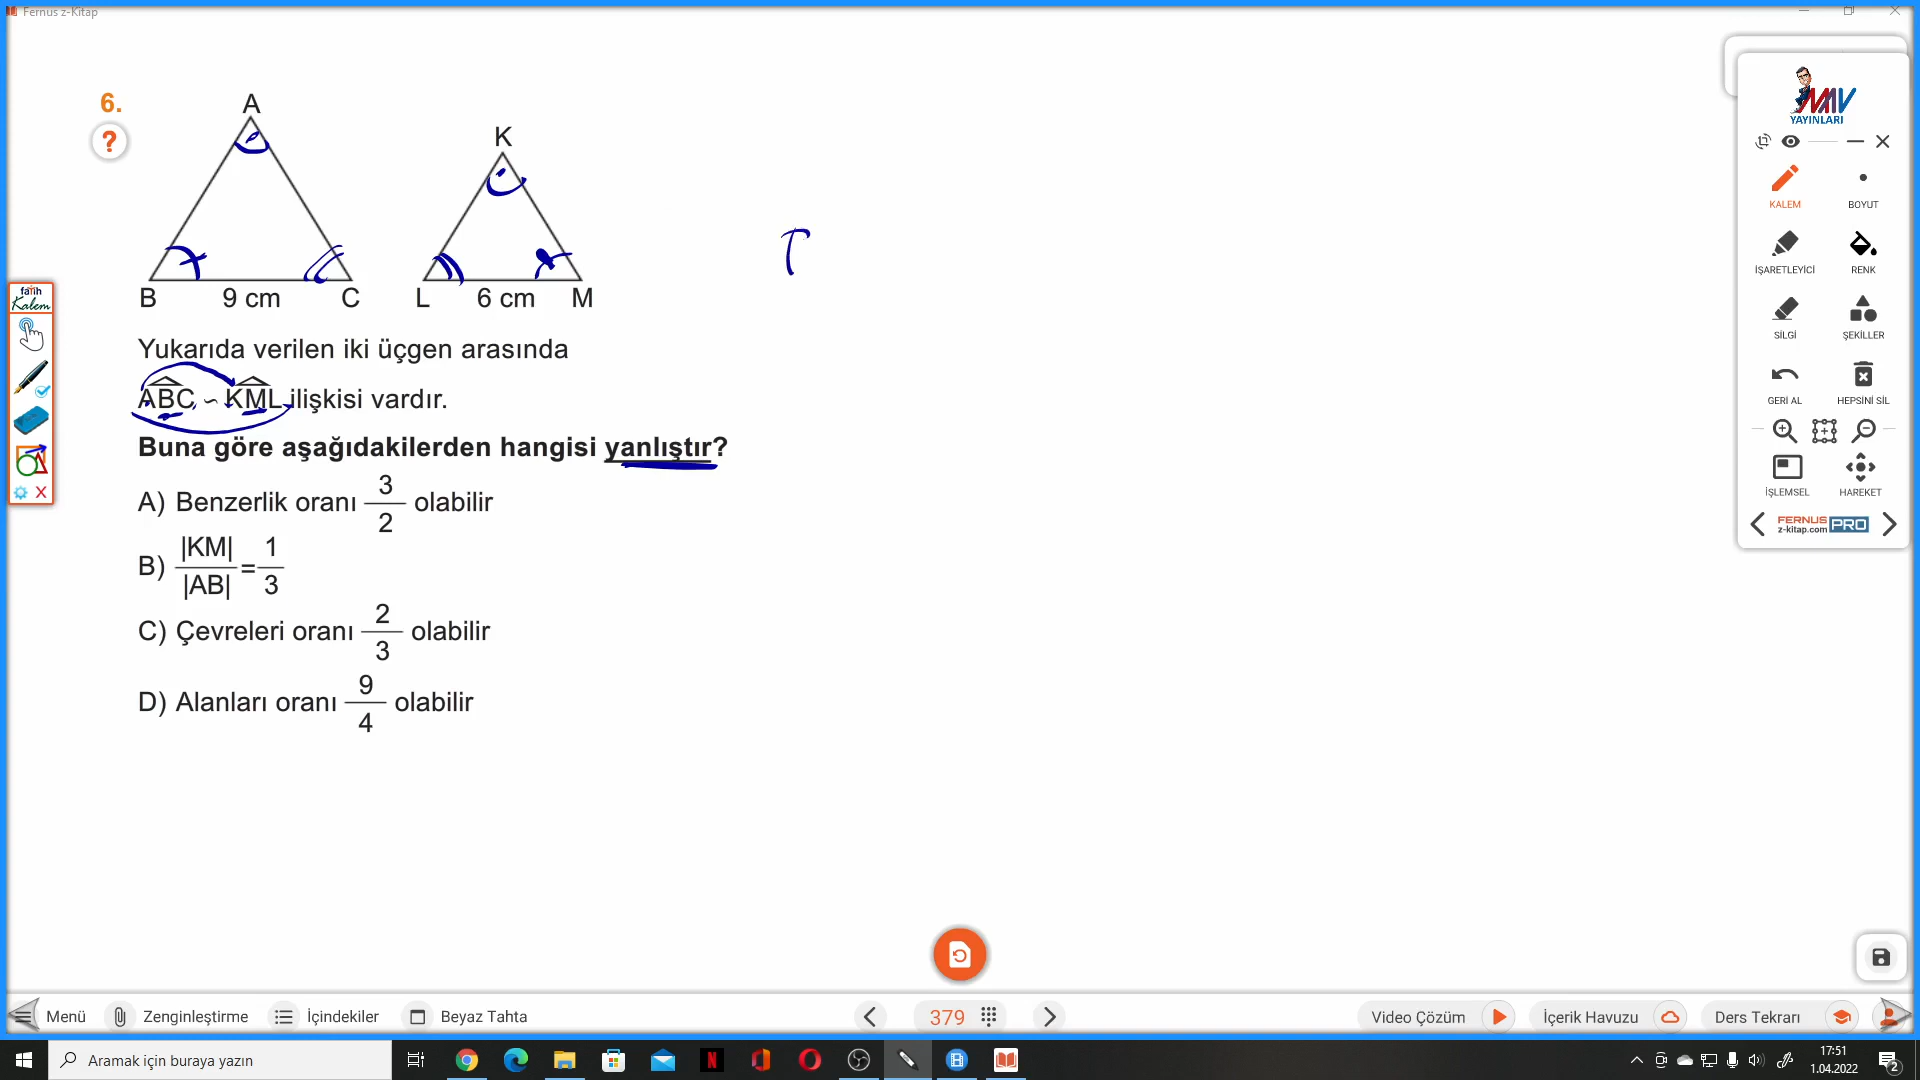 Fernus z-Kitap
6.
?
A
K
B 9 cm C
L 6 cm M
Yukarıda verilen iki üçgen arasında
ABC ~ KML ilişkisi vardır.
Buna göre aşağıdakilerden hangisi yanlıştır?
A) Benzerlik oranı 3/2 olabilir
B) |KM|/|AB| = 1/3
C) Çevreleri oranı 2/3 olabilir
D) Alanları oranı 9/4 olabilir
fatih
Kalem
X
MAV
YAYINLARI
KALEM BOYUT
İŞARETLEYİCİ RENK
SİLGİ ŞEKİLLER
GERİ AL HEPSİNİ SİL
İŞLEMSEL HAREKET
FERNUS PRO
z-kitap.com
Menü Zenginleştirme İçindekiler Beyaz Tahta 379 Video Çözüm İçerik Havuzu Ders Tekrarı
Aramak için buraya yazın
N
17:51
1.04.2022
2